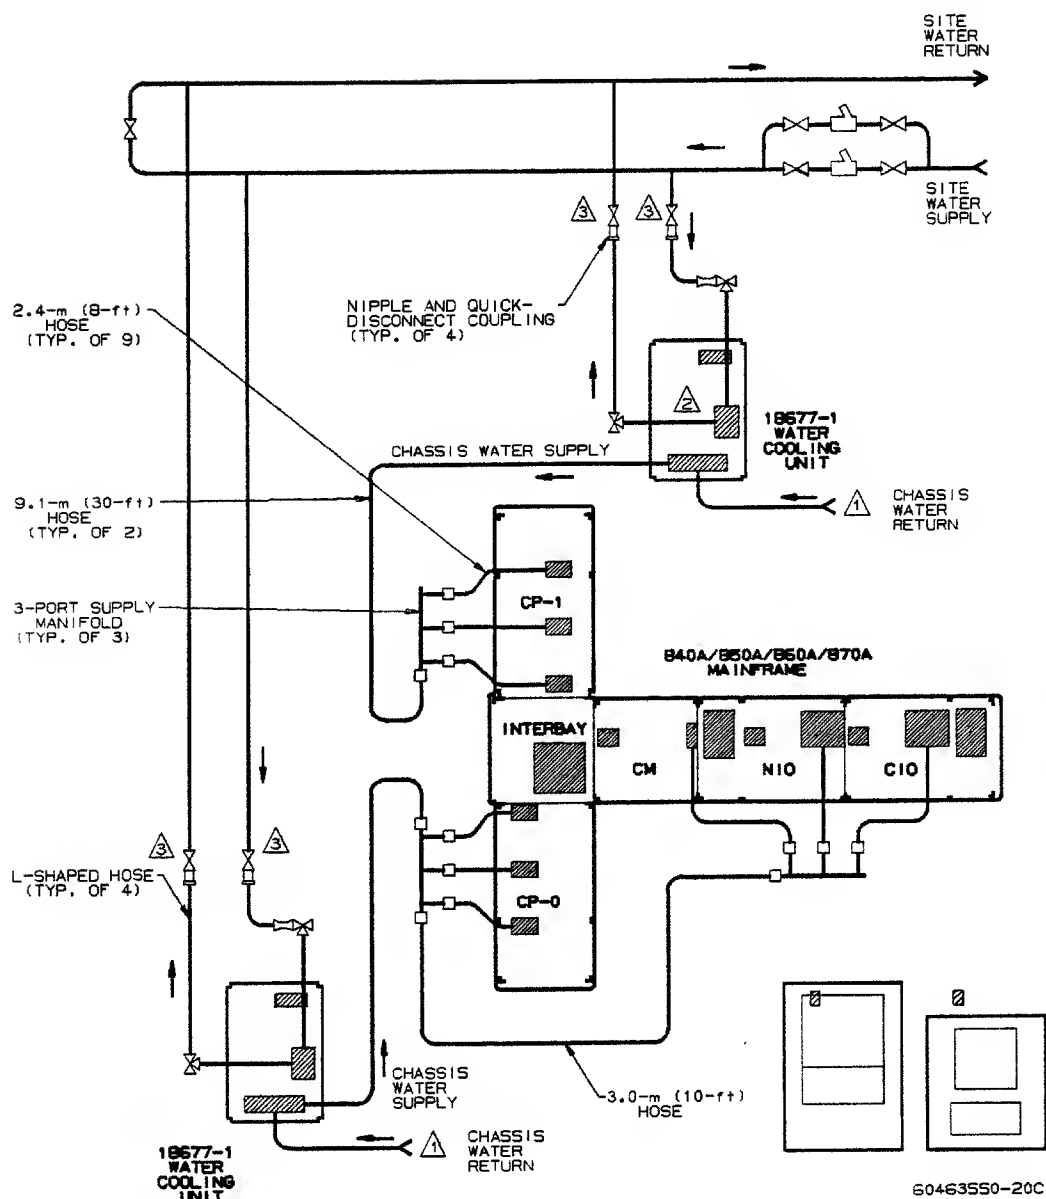 SITE
WATER
RETURN
SITE
WATER
SUPPLY
3
3
NIPPLE AND QUICK-
DISCONNECT COUPLING
(TYP. OF 4)
2.4-m (8-ft)
HOSE
(TYP. OF 9)
2
18677-1
WATER
COOLING
UNIT
CHASSIS WATER SUPPLY
9.1-m (30-ft)
HOSE
(TYP. OF 2)
1
CHASSIS
WATER
RETURN
3-PORT SUPPLY
MANIFOLD
(TYP. OF 3)
CP-1
840A/850A/860A/870A
MAINFRAME
INTERBAY
CM
NIO
CIO
3
3
L-SHAPED HOSE
(TYP. OF 4)
CP-0
CHASSIS
WATER
SUPPLY
3.0-m (10-ft)
HOSE
1
CHASSIS
WATER
RETURN
18677-1
WATER
COOLING
UNIT
60463550-20C